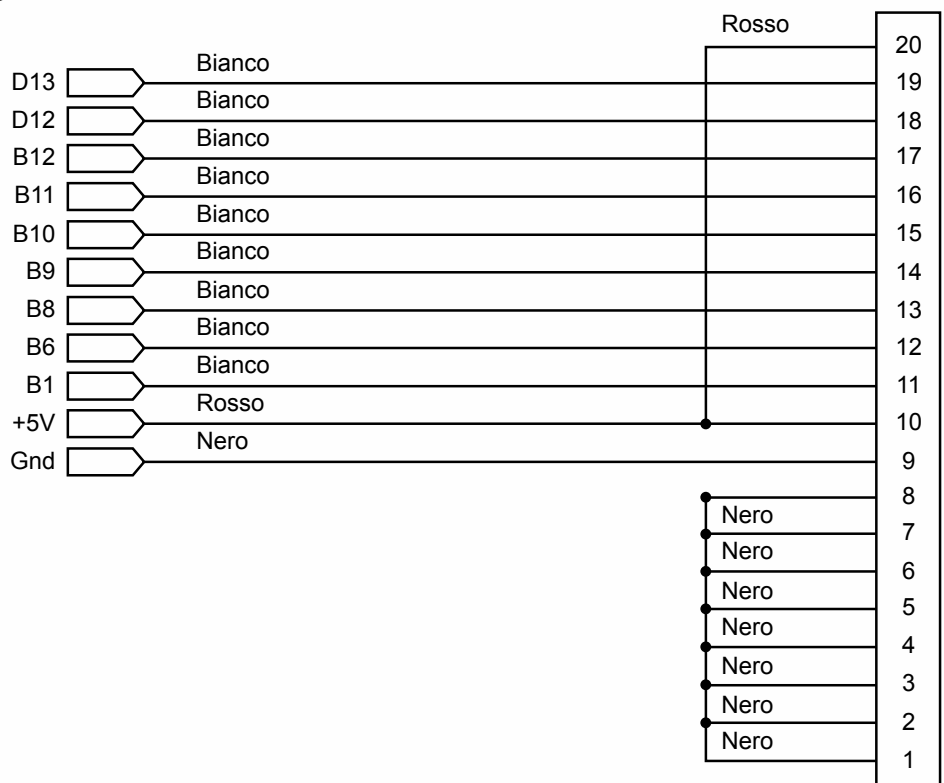 Rosso
20
Bianco
D13 19
Bianco
D12 18
Bianco
B12 17
Bianco
B11 16
Bianco
B10 15
Bianco
B9 14
Bianco
B8 13
Bianco
B6 12
Bianco
B1 11
Rosso
+5V 10
Nero
Gnd 9
8
Nero
7
Nero
6
Nero
5
Nero
4
Nero
3
Nero
2
Nero
1